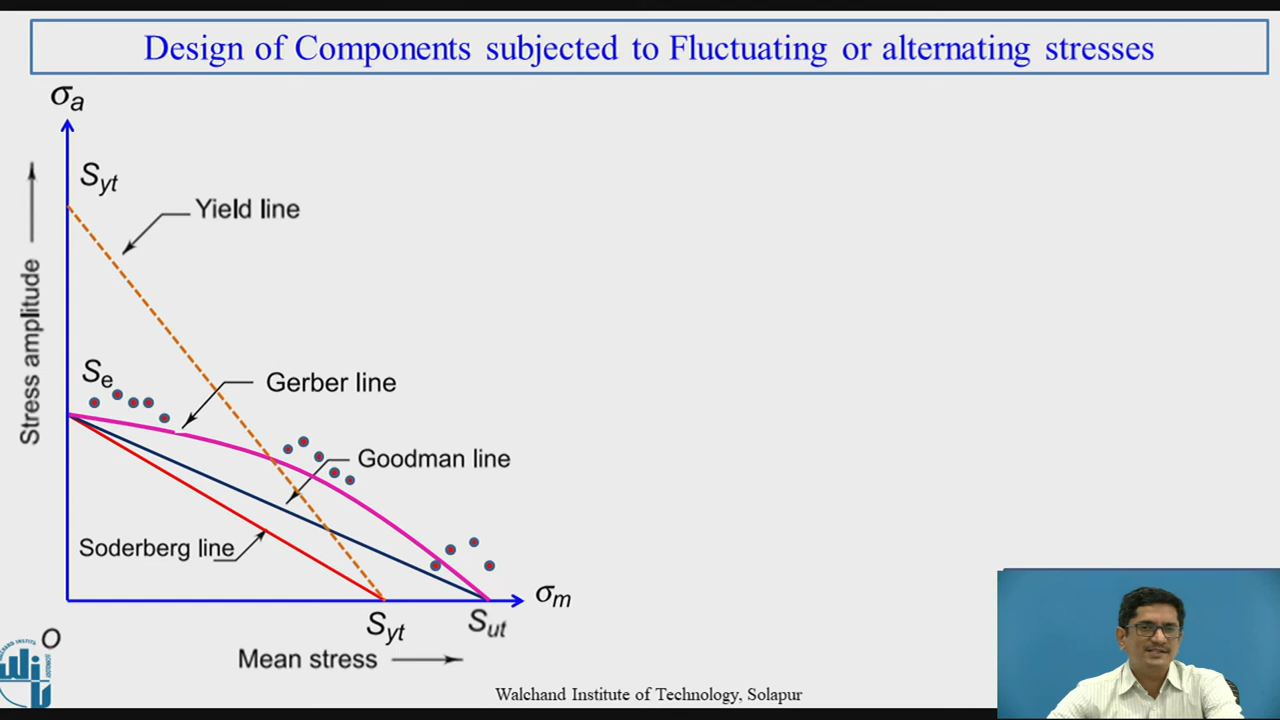 Design of Components subjected to Fluctuating or alternating stresses
σa
Syt
Yield line
Stress amplitude
Se
Gerber line
Goodman line
Soderberg line
σm
Syt
Sut
O
Mean stress
Walchand Institute of Technology, Solapur